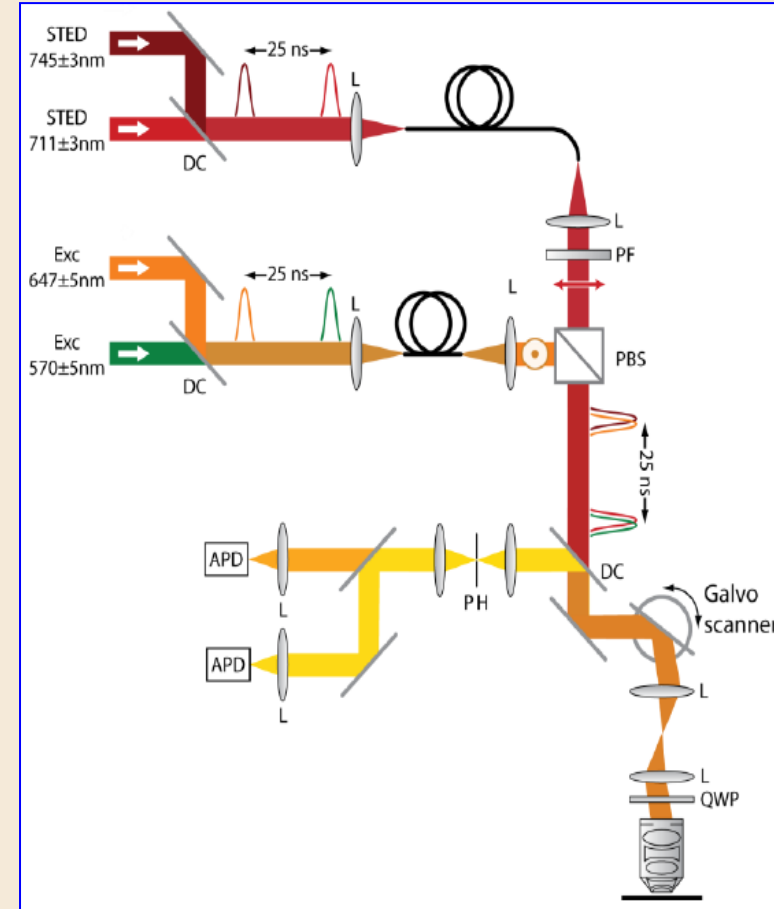 STED
745±3nm
25 ns
L
STED
711±3nm
DC
L
PF
Exc
647±5nm
25 ns
L
L
PBS
Exc
570±5nm
DC
25 ns
APD
L
PH
DC
Galvo
scanner
APD
L
L
L
QWP